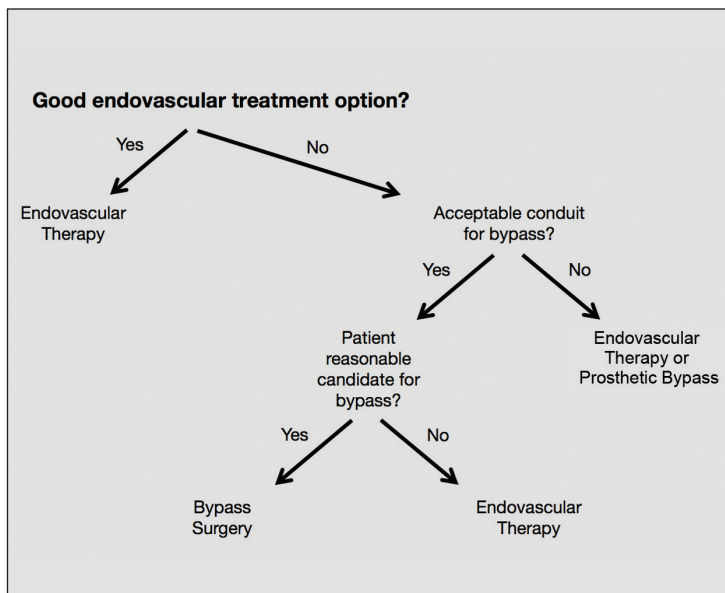 Good endovascular treatment option?
Yes
No
Endovascular
Therapy
Acceptable conduit
for bypass?
Yes
No
Patient
reasonable
candidate for
bypass?
Endovascular
Therapy or
Prosthetic Bypass
Yes
No
Bypass
Surgery
Endovascular
Therapy